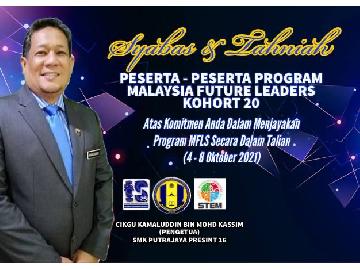 Syabas & Tahniah
PESERTA - PESERTA PROGRAM
MALAYSIA FUTURE LEADERS
KOHORT 20
Atas Komitmen Anda Dalam Menjayakan
Program MFLS Secara Dalam Talian
(4 - 8 Oktober 2021)
STEM
CIKGU KAMALUDDIN BIN MOHD KASSIM
(PENGETUA)
SMK PUTRAJAYA PRESINT 16